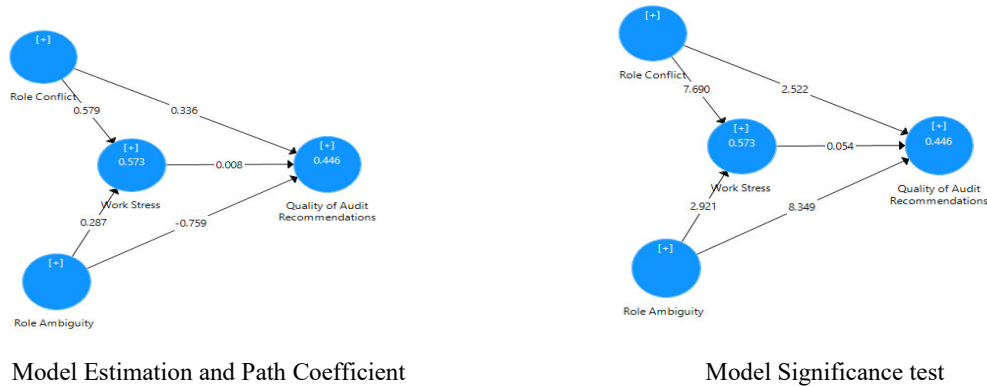 [+]
Role Conflict
0.579
0.336
[+]
0.573
Work Stress
0.008
[+]
0.446
Quality of Audit
Recommendations
0.287
-0.759
[+]
Role Ambiguity
Model Estimation and Path Coefficient
[+]
Role Conflict
7.690
2.522
[+]
0.573
Work Stress
0.054
[+]
0.446
Quality of Audit
Recommendations
2.921
8.349
[+]
Role Ambiguity
Model Significance test